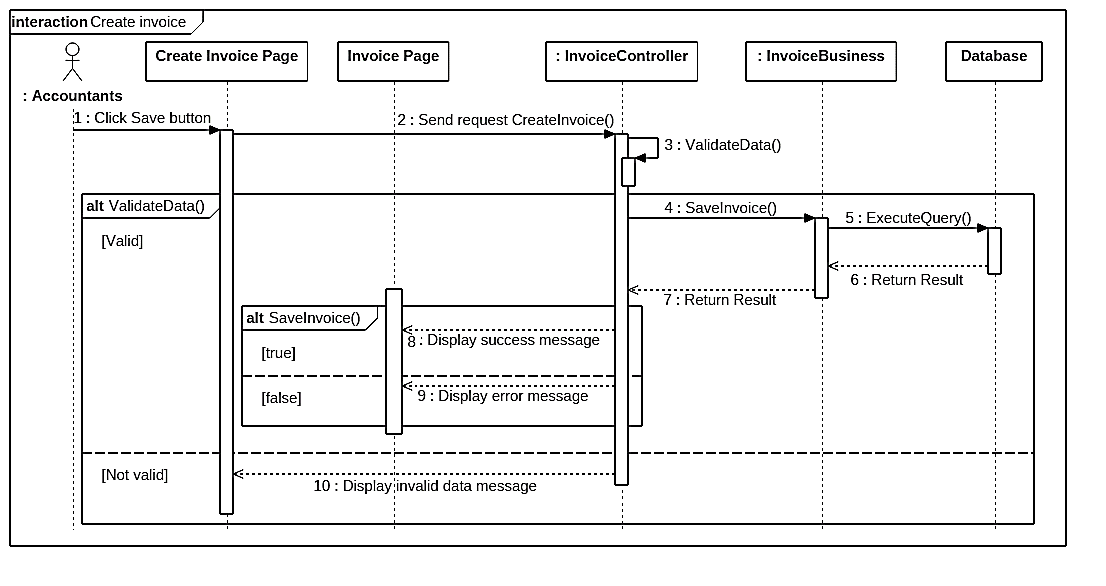 interaction Create invoice
Create Invoice Page
Invoice Page
: InvoiceController
: InvoiceBusiness
Database
: Accountants
1 : Click Save button
2 : Send request CreateInvoice()
3 : ValidateData()
alt ValidateData()
4 : SaveInvoice()
5 : ExecuteQuery()
[Valid]
6 : Return Result
7 : Return Result
alt SaveInvoice()
8 : Display success message
[true]
9 : Display error message
[false]
[Not valid]
10 : Display invalid data message